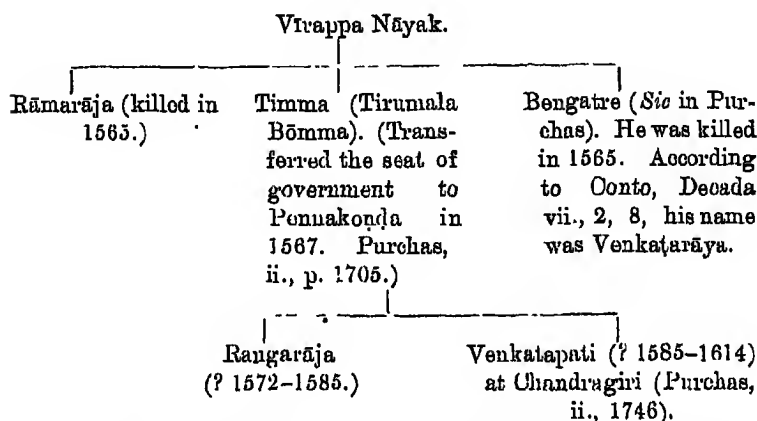 Vīrappa Nāyak.
Rāmarāja (killed in
1565.)
Timma (Tirumala
Bōmma). (Trans-
ferred the seat of
government to
Pennakoṇḍa in
1567. Purchas,
ii., p. 1705.)
Bengatre (Sic in Pur-
chas). He was killed
in 1565. According
to Couto, Decada
vii., 2, 8, his name
was Venkaṭarāya.
Rangarāja
(? 1572–1585.)
Venkatapati (? 1585–1614)
at Chandragiri (Purchas,
ii., 1746).